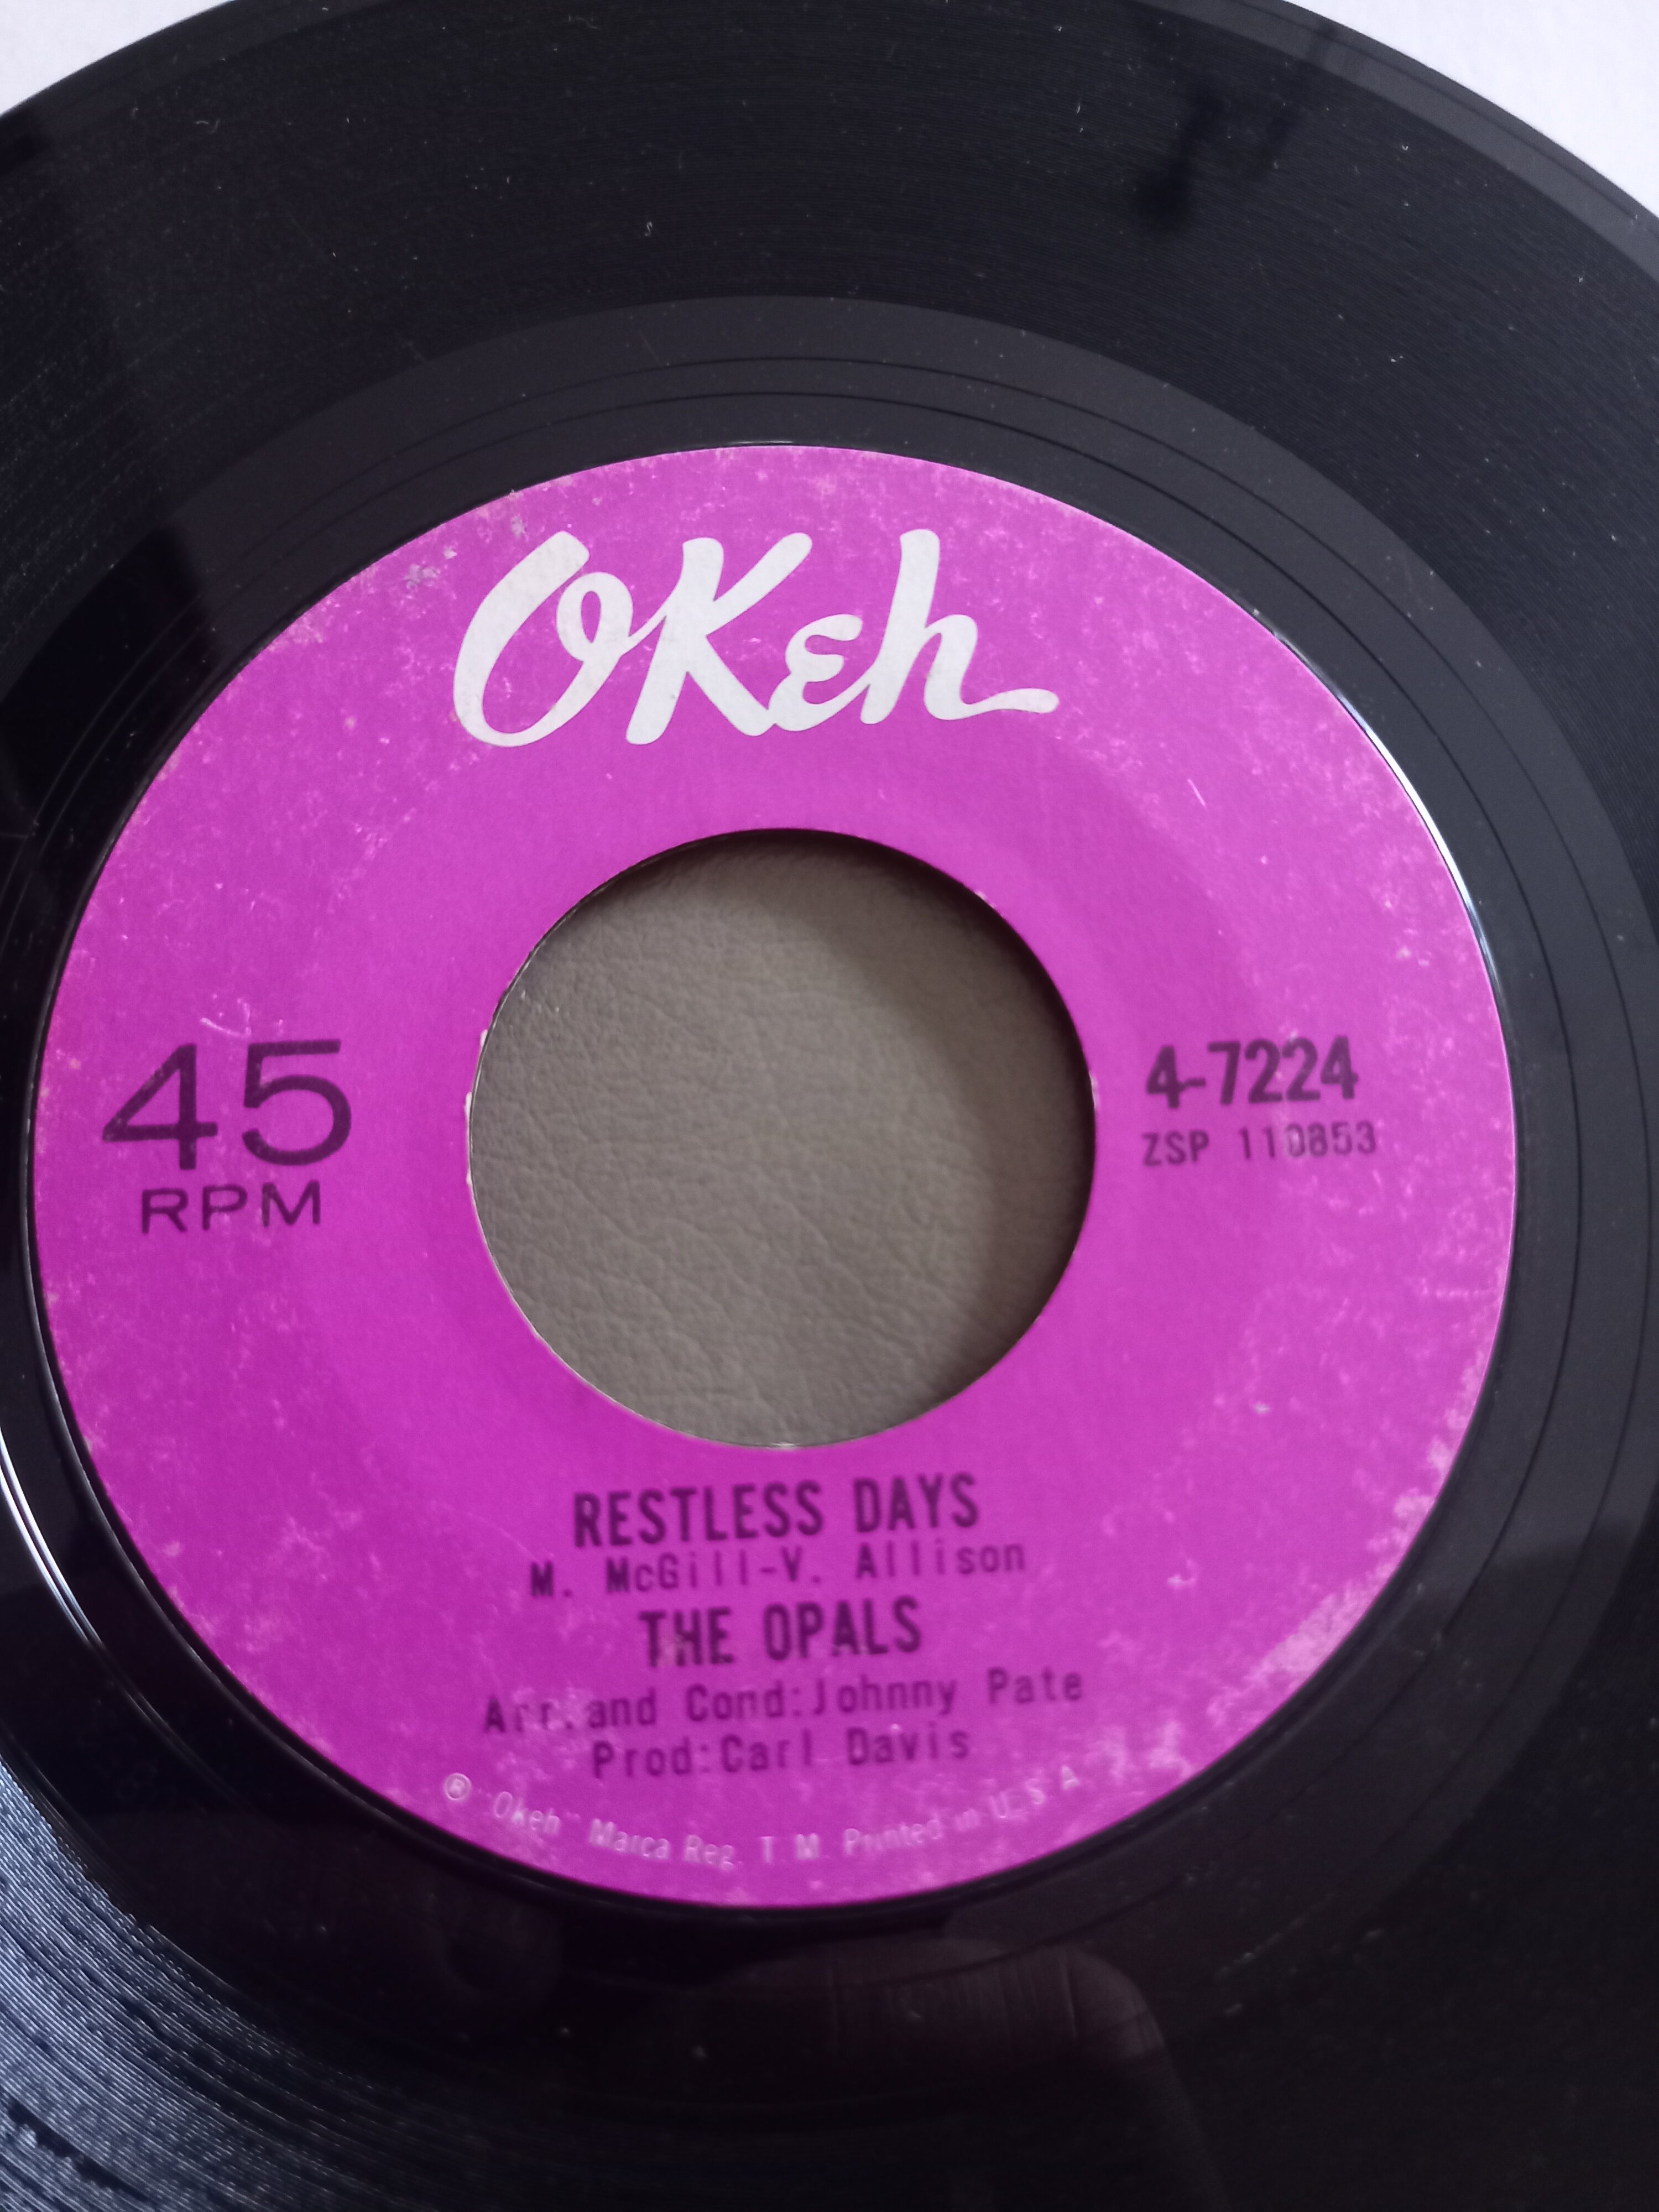 OKeh
45
RPM
4-7224
ZSP 110853
RESTLESS DAYS
M. McGill-V. Allison
THE OPALS
Arr. and Cond:Johnny Pate
Prod:Carl Davis
® "Okeh" Marca Reg. T. M. Printed in U. S. A.